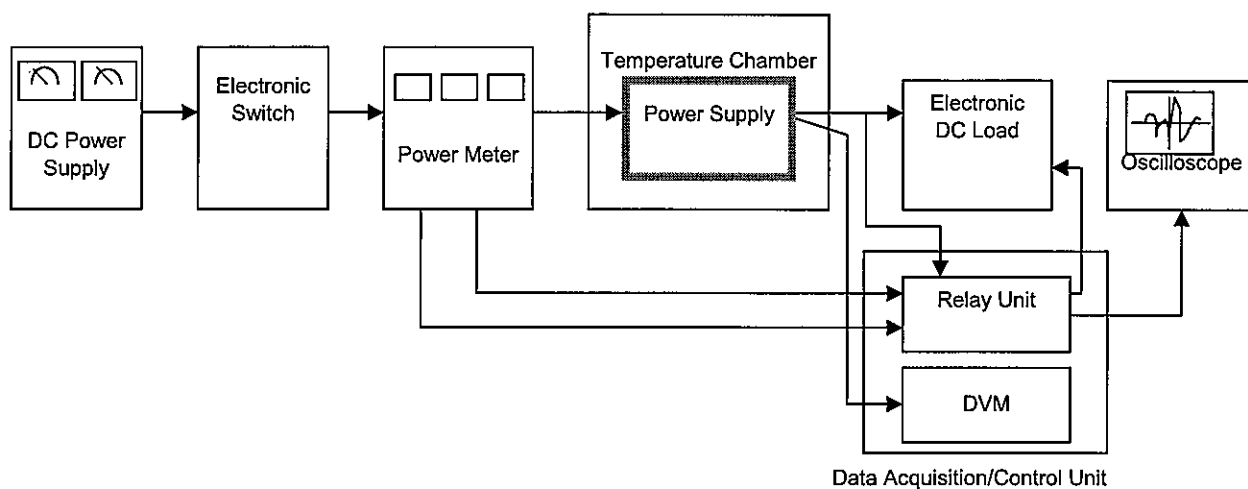 DC Power
Supply
Electronic
Switch
Power Meter
Temperature Chamber
Power Supply
Electronic
DC Load
Oscilloscope
Relay Unit
DVM
Data Acquisition/Control Unit